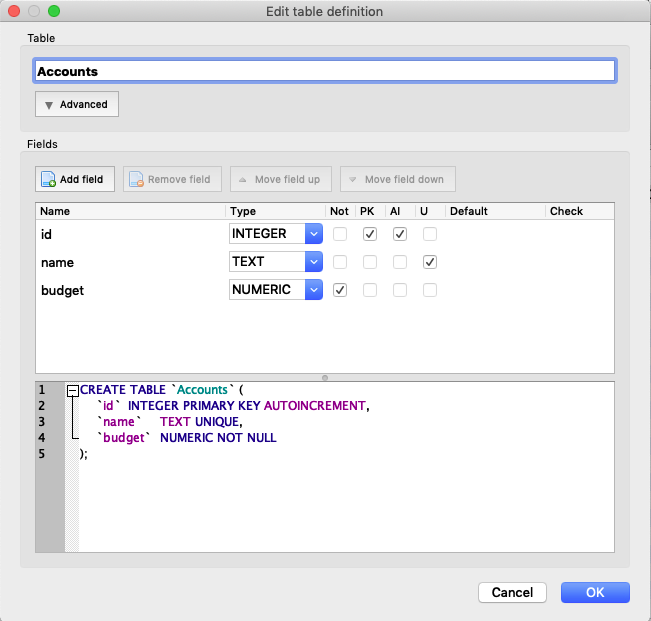 Edit table definition
Table
Accounts
▼ Advanced
Fields
Add field Remove field Move field up Move field down
Name Type Not PK AI U Default Check
id INTEGER
name TEXT
budget NUMERIC
1 CREATE TABLE `Accounts` (
2 `id` INTEGER PRIMARY KEY AUTOINCREMENT,
3 `name` TEXT UNIQUE,
4 `budget` NUMERIC NOT NULL
5 );
Cancel OK